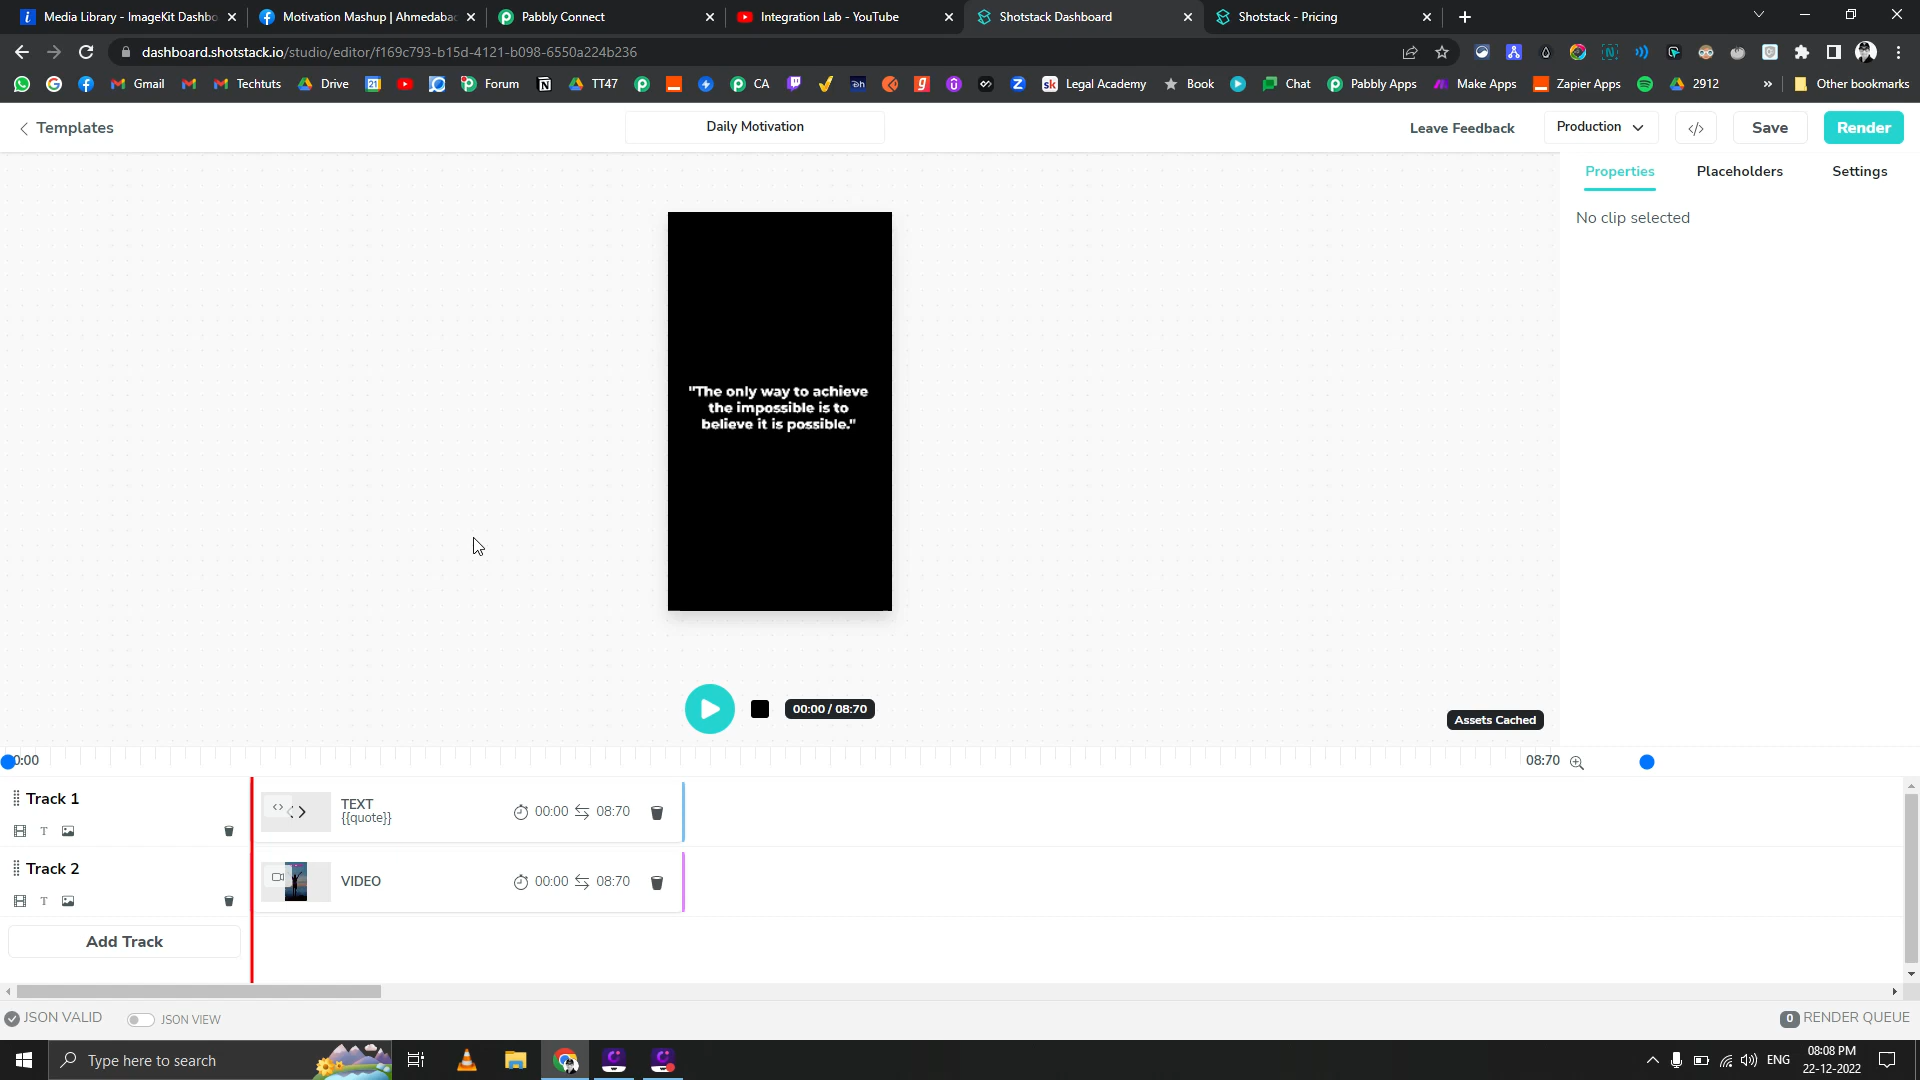 Media Library - ImageKit Dashbo
Motivation Mashup | Ahmedabad
Pabbly Connect
Integration Lab - YouTube
Shotstack Dashboard
Shotstack - Pricing
dashboard.shotstack.io/studio/editor/f169c793-b15d-4121-b098-6550a224b236
Gmail
Techtuts
Drive
21
Forum
TT47
CA
Legal Academy
Book
Chat
Pabbly Apps
Make Apps
Zapier Apps
2912
»
Other bookmarks
Templates
Daily Motivation
Leave Feedback
Production
</>
Save
Render
Properties
Placeholders
Settings
No clip selected
"The only way to achieve
the impossible is to
believe it is possible."
00:00 / 08:70
Assets Cached
0:00
08:70
Track 1
TEXT
{{quote}}
00:00
08:70
T
Track 2
VIDEO
00:00
08:70
T
Add Track
JSON VALID
JSON VIEW
0 RENDER QUEUE
Type here to search
ENG
08:08 PM
22-12-2022